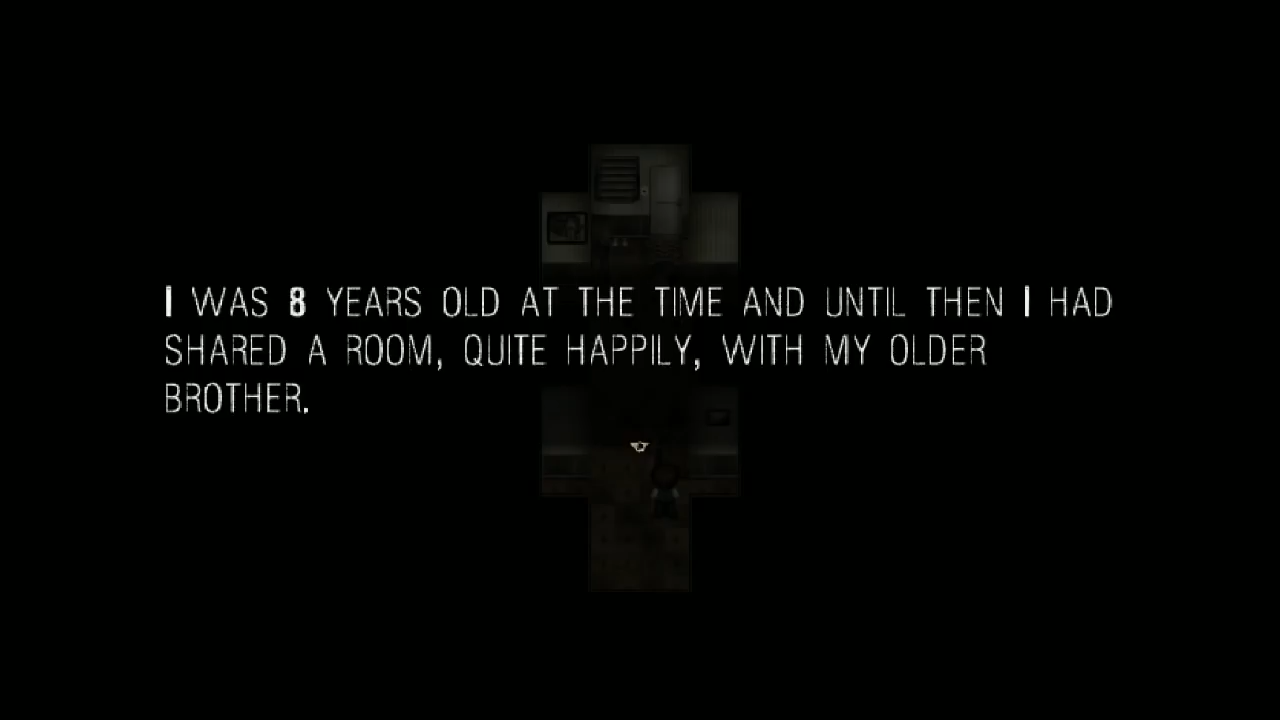 I WAS 8 YEARS OLD AT THE TIME AND UNTIL THEN I HAD
SHARED A ROOM, QUITE HAPPILY, WITH MY OLDER
BROTHER.